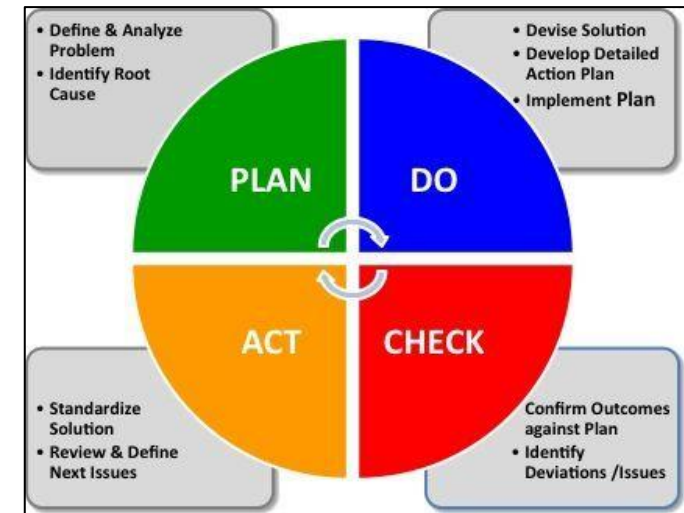 • Define & Analyze
Problem
• Identify Root
Cause
• Devise Solution
• Develop Detailed
Action Plan
• Implement Plan
PLAN
DO
ACT
CHECK
• Standardize
Solution
• Review & Define
Next Issues
Confirm Outcomes
against Plan
• Identify
Deviations /Issues